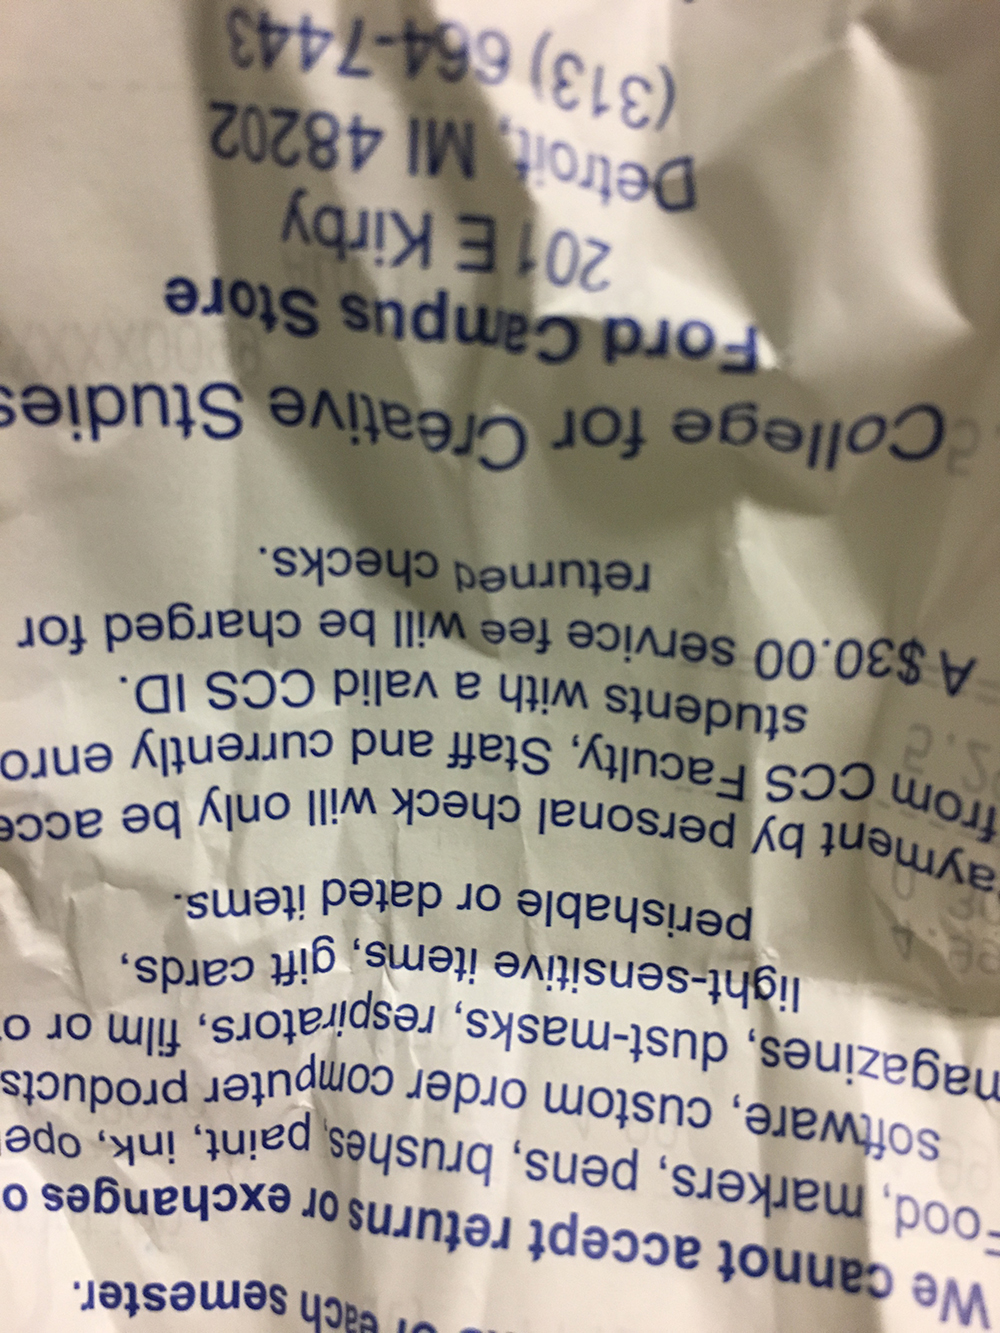 of each semester.
We cannot accept returns or exchanges o
Food, markers, pens, brushes, paint, ink, ope
software, custom order computer products
magazines, dust-masks, respirators, film or o
light-sensitive items, gift cards,
perishable or dated items.
ayment by personal check will only be acce
from CCS Faculty, Staff and currently enro
students with a valid CCS ID.
A $30.00 service fee will be charged for
returned checks.
College for Creative Studies
Ford Campus Store
201 E Kirby
Detroit, MI 48202
(313) 664-7443